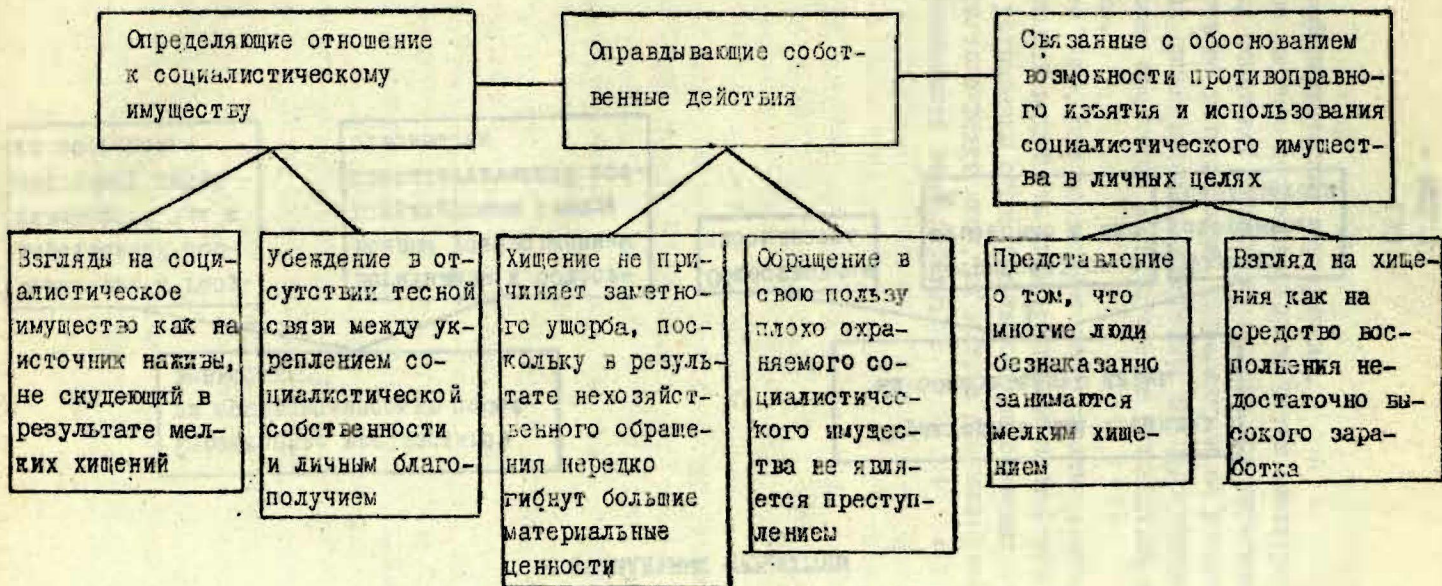 Определяющие отношение
к социалистическому
имуществу
Оправдывающие собст-
венные действия
Связанные с обоснованием
возможности противоправно-
го изъятия и использования
социалистического имущест-
ва в личных целях
Взгляды на соци-
алистическое
имущество как на
источник наживы,
не скудеющий в
результате мел-
ких хищений
Убеждение в от-
сутствии тесной
связи между ук-
реплением со-
циалистической
собственности
и личным благо-
получием
Хищение не при-
чиняет заметно-
го ущерба, пос-
кольку в резуль-
тате нехозяйст-
венного обраще-
ния нередко
гибнут большие
материальные
ценности
Обращение в
свою пользу
плохо охра-
няемого со-
циалистичес-
кого имущес-
тва не явля-
ется преступ-
лением
Представление
о том, что
многие люди
безнаказанно
занимаются
мелким хище-
нием
Взгляд на хище-
ния как на
средство вос-
полнения не-
достаточно вы-
сокого зара-
ботка